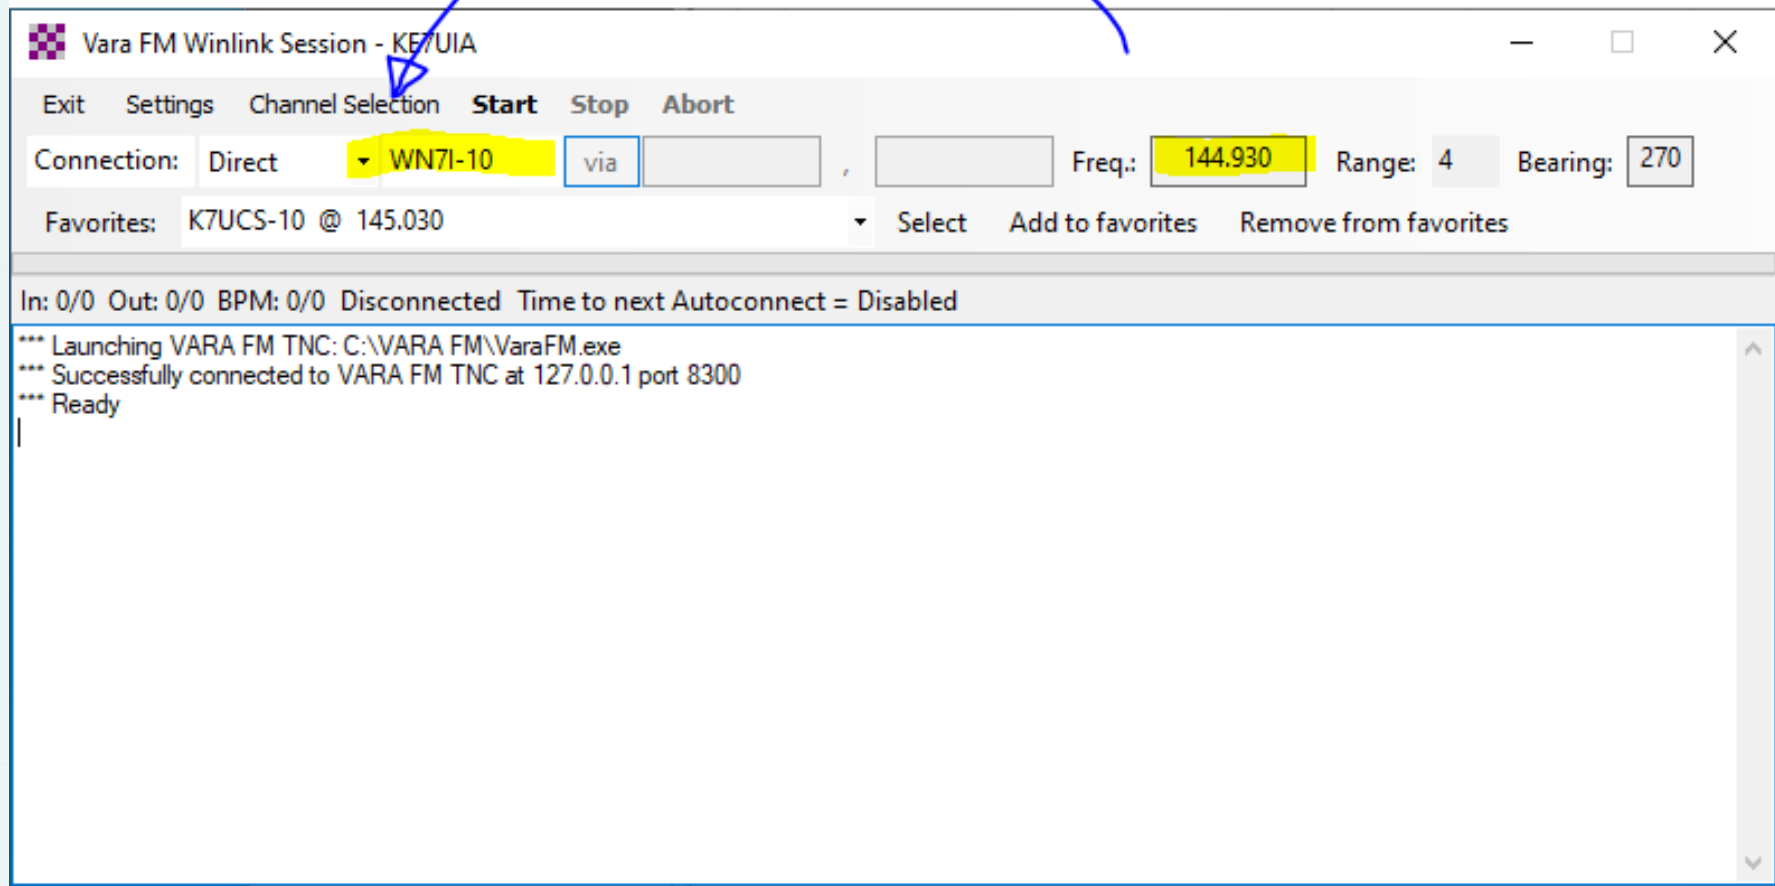 Vara FM Winlink Session - KE7UIA
Exit Settings Channel Selection Start Stop Abort
Connection: Direct WN7I-10 via , Freq.: 144.930 Range: 4 Bearing: 270
Favorites: K7UCS-10 @ 145.030 Select Add to favorites Remove from favorites
In: 0/0 Out: 0/0 BPM: 0/0 Disconnected Time to next Autoconnect = Disabled
*** Launching VARA FM TNC: C:\VARA FM\VaraFM.exe
*** Successfully connected to VARA FM TNC at 127.0.0.1 port 8300
*** Ready